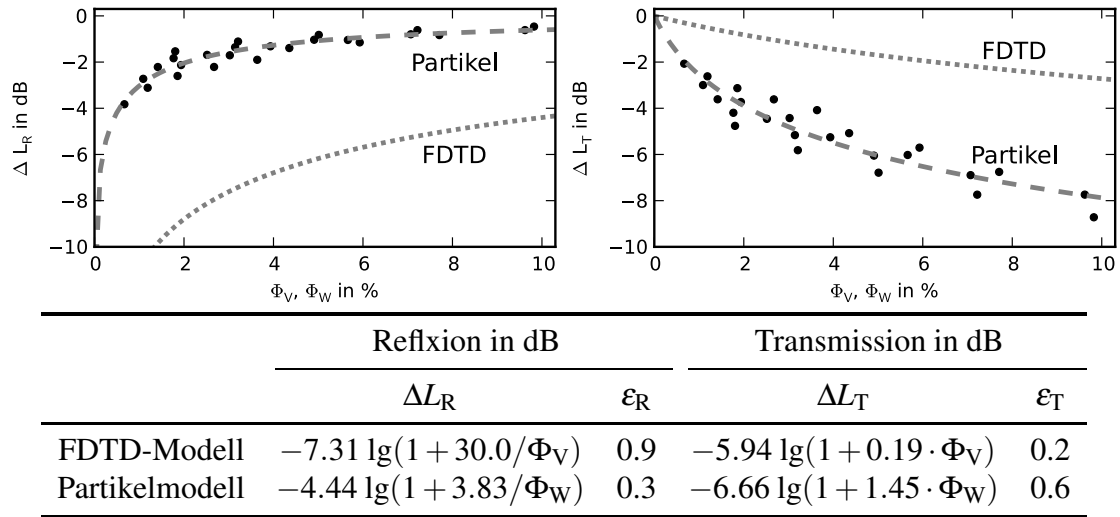 0
−2
−4
−6
−8
−10
Δ L_R in dB
Partikel
FDTD
0 2 4 6 8 10
Φ_V, Φ_W in %
0
−2
−4
−6
−8
−10
Δ L_T in dB
FDTD
Partikel
0 2 4 6 8 10
Φ_V, Φ_W in %
Reflxion in dB Transmission in dB
ΔL_R ε_R ΔL_T ε_T
FDTD-Modell −7.31 lg(1 + 30.0/Φ_V) 0.9 −5.94 lg(1 + 0.19 · Φ_V) 0.2
Partikelmodell −4.44 lg(1 + 3.83/Φ_W) 0.3 −6.66 lg(1 + 1.45 · Φ_W) 0.6